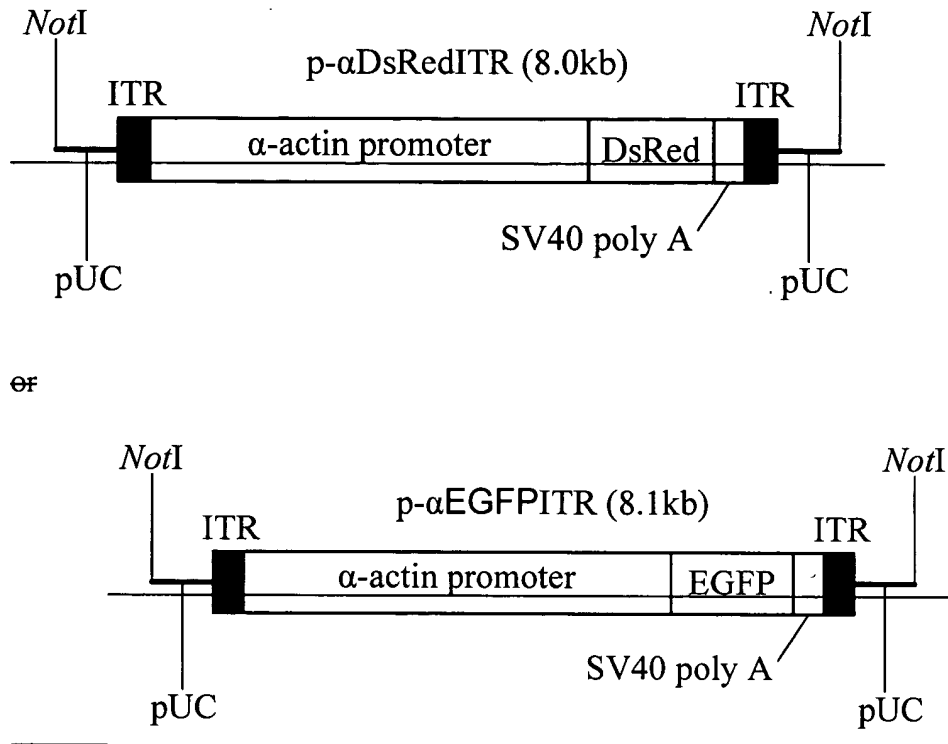 NotI NotI
p-αDsRedITR (8.0kb)
ITR ITR
α-actin promoter DsRed
SV40 poly A
pUC pUC
or
NotI NotI
p-αEGFPITR (8.1kb)
ITR ITR
α-actin promoter EGFP
SV40 poly A
pUC pUC